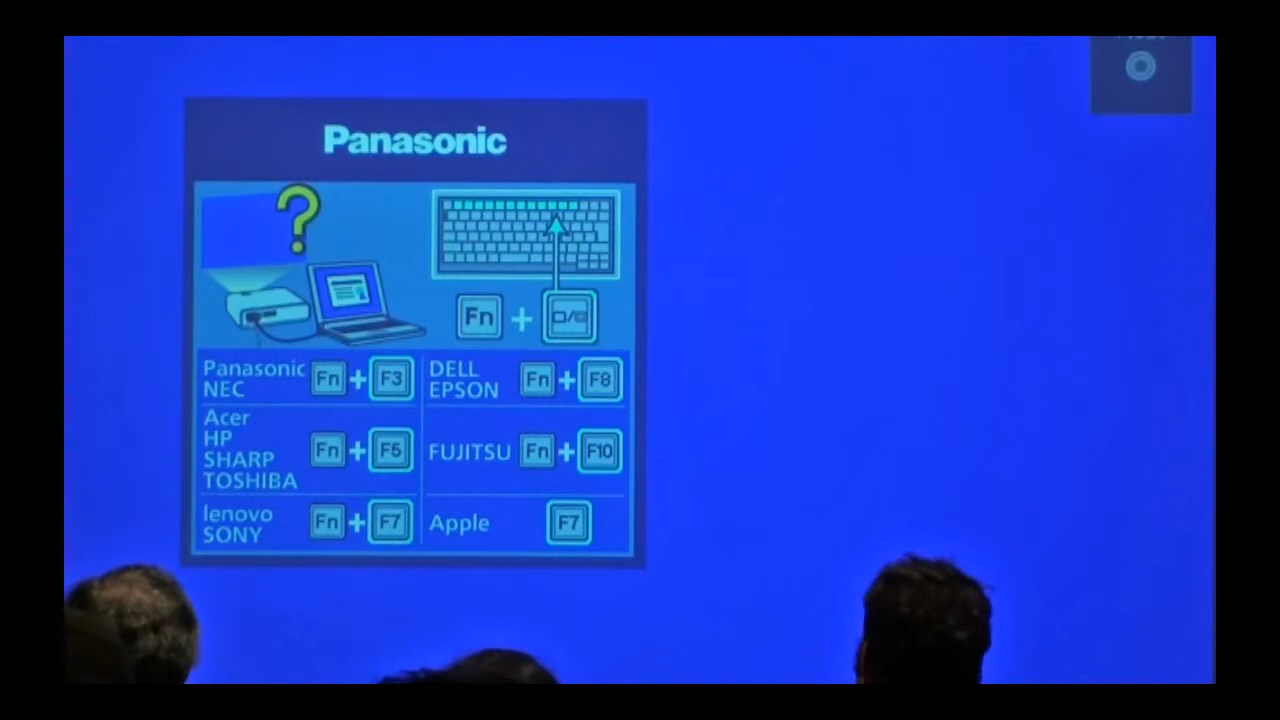 Panasonic
?
Fn + 
Panasonic
NEC
Fn + F3
DELL
EPSON
Fn + F8
Acer
HP
SHARP
TOSHIBA
Fn + F5
FUJITSU
Fn + F10
lenovo
SONY
Fn + F7
Apple
F7